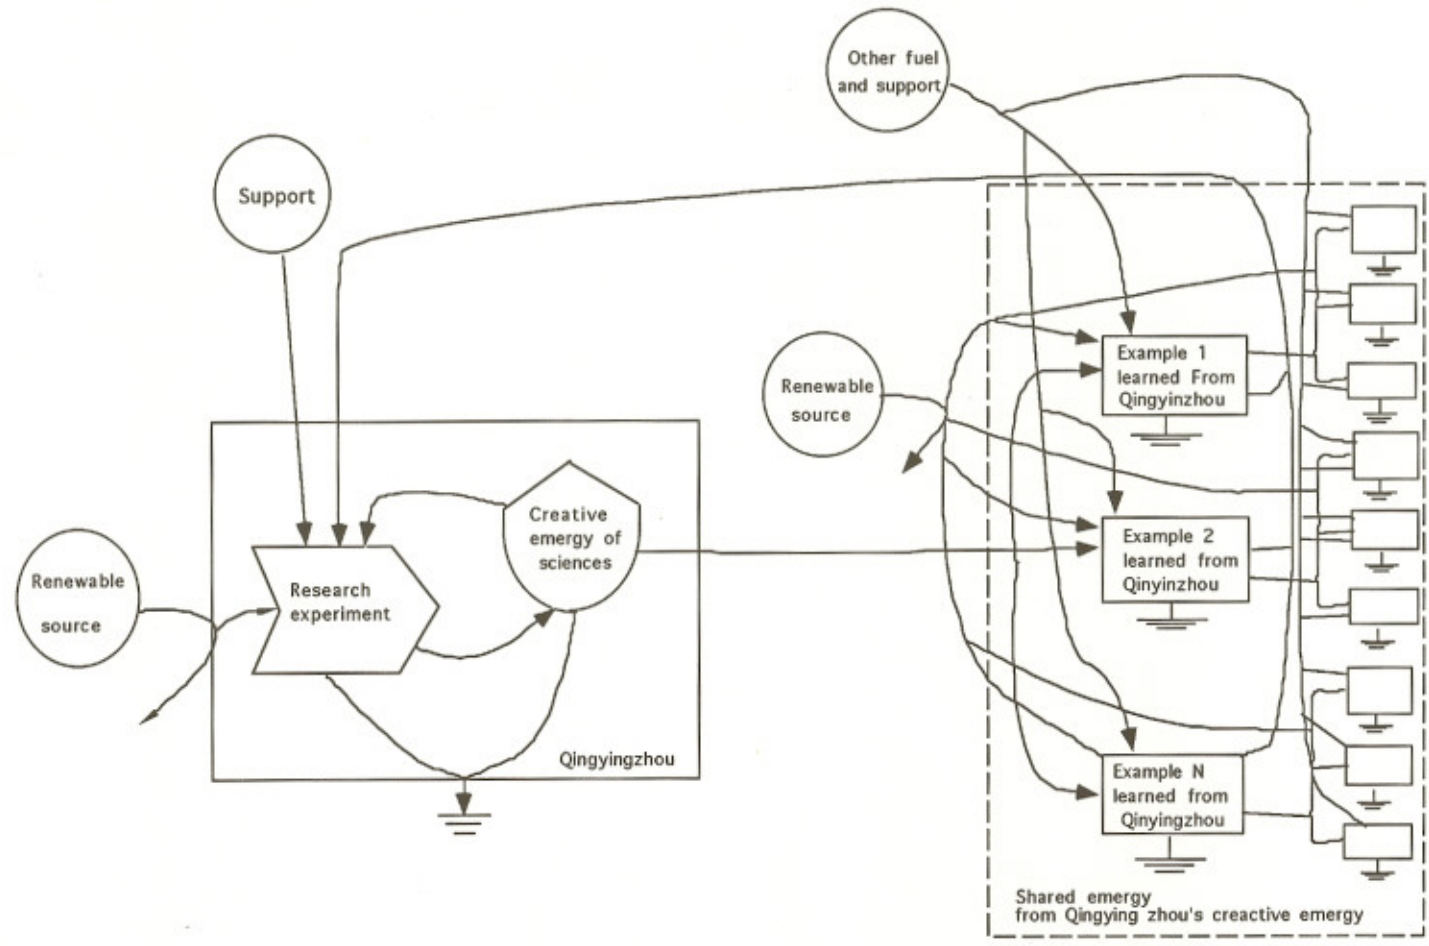 Other fuel
and support
Support
Renewable
source
Example 1
learned From
Qingyinzhou
Creative
emergy of
sciences
Example 2
learned from
Qinyinzhou
Renewable
source
Research
experiment
Qingyingzhou
Example N
learned from
Qinyingzhou
Shared emergy
from Qingying zhou's creactive emergy